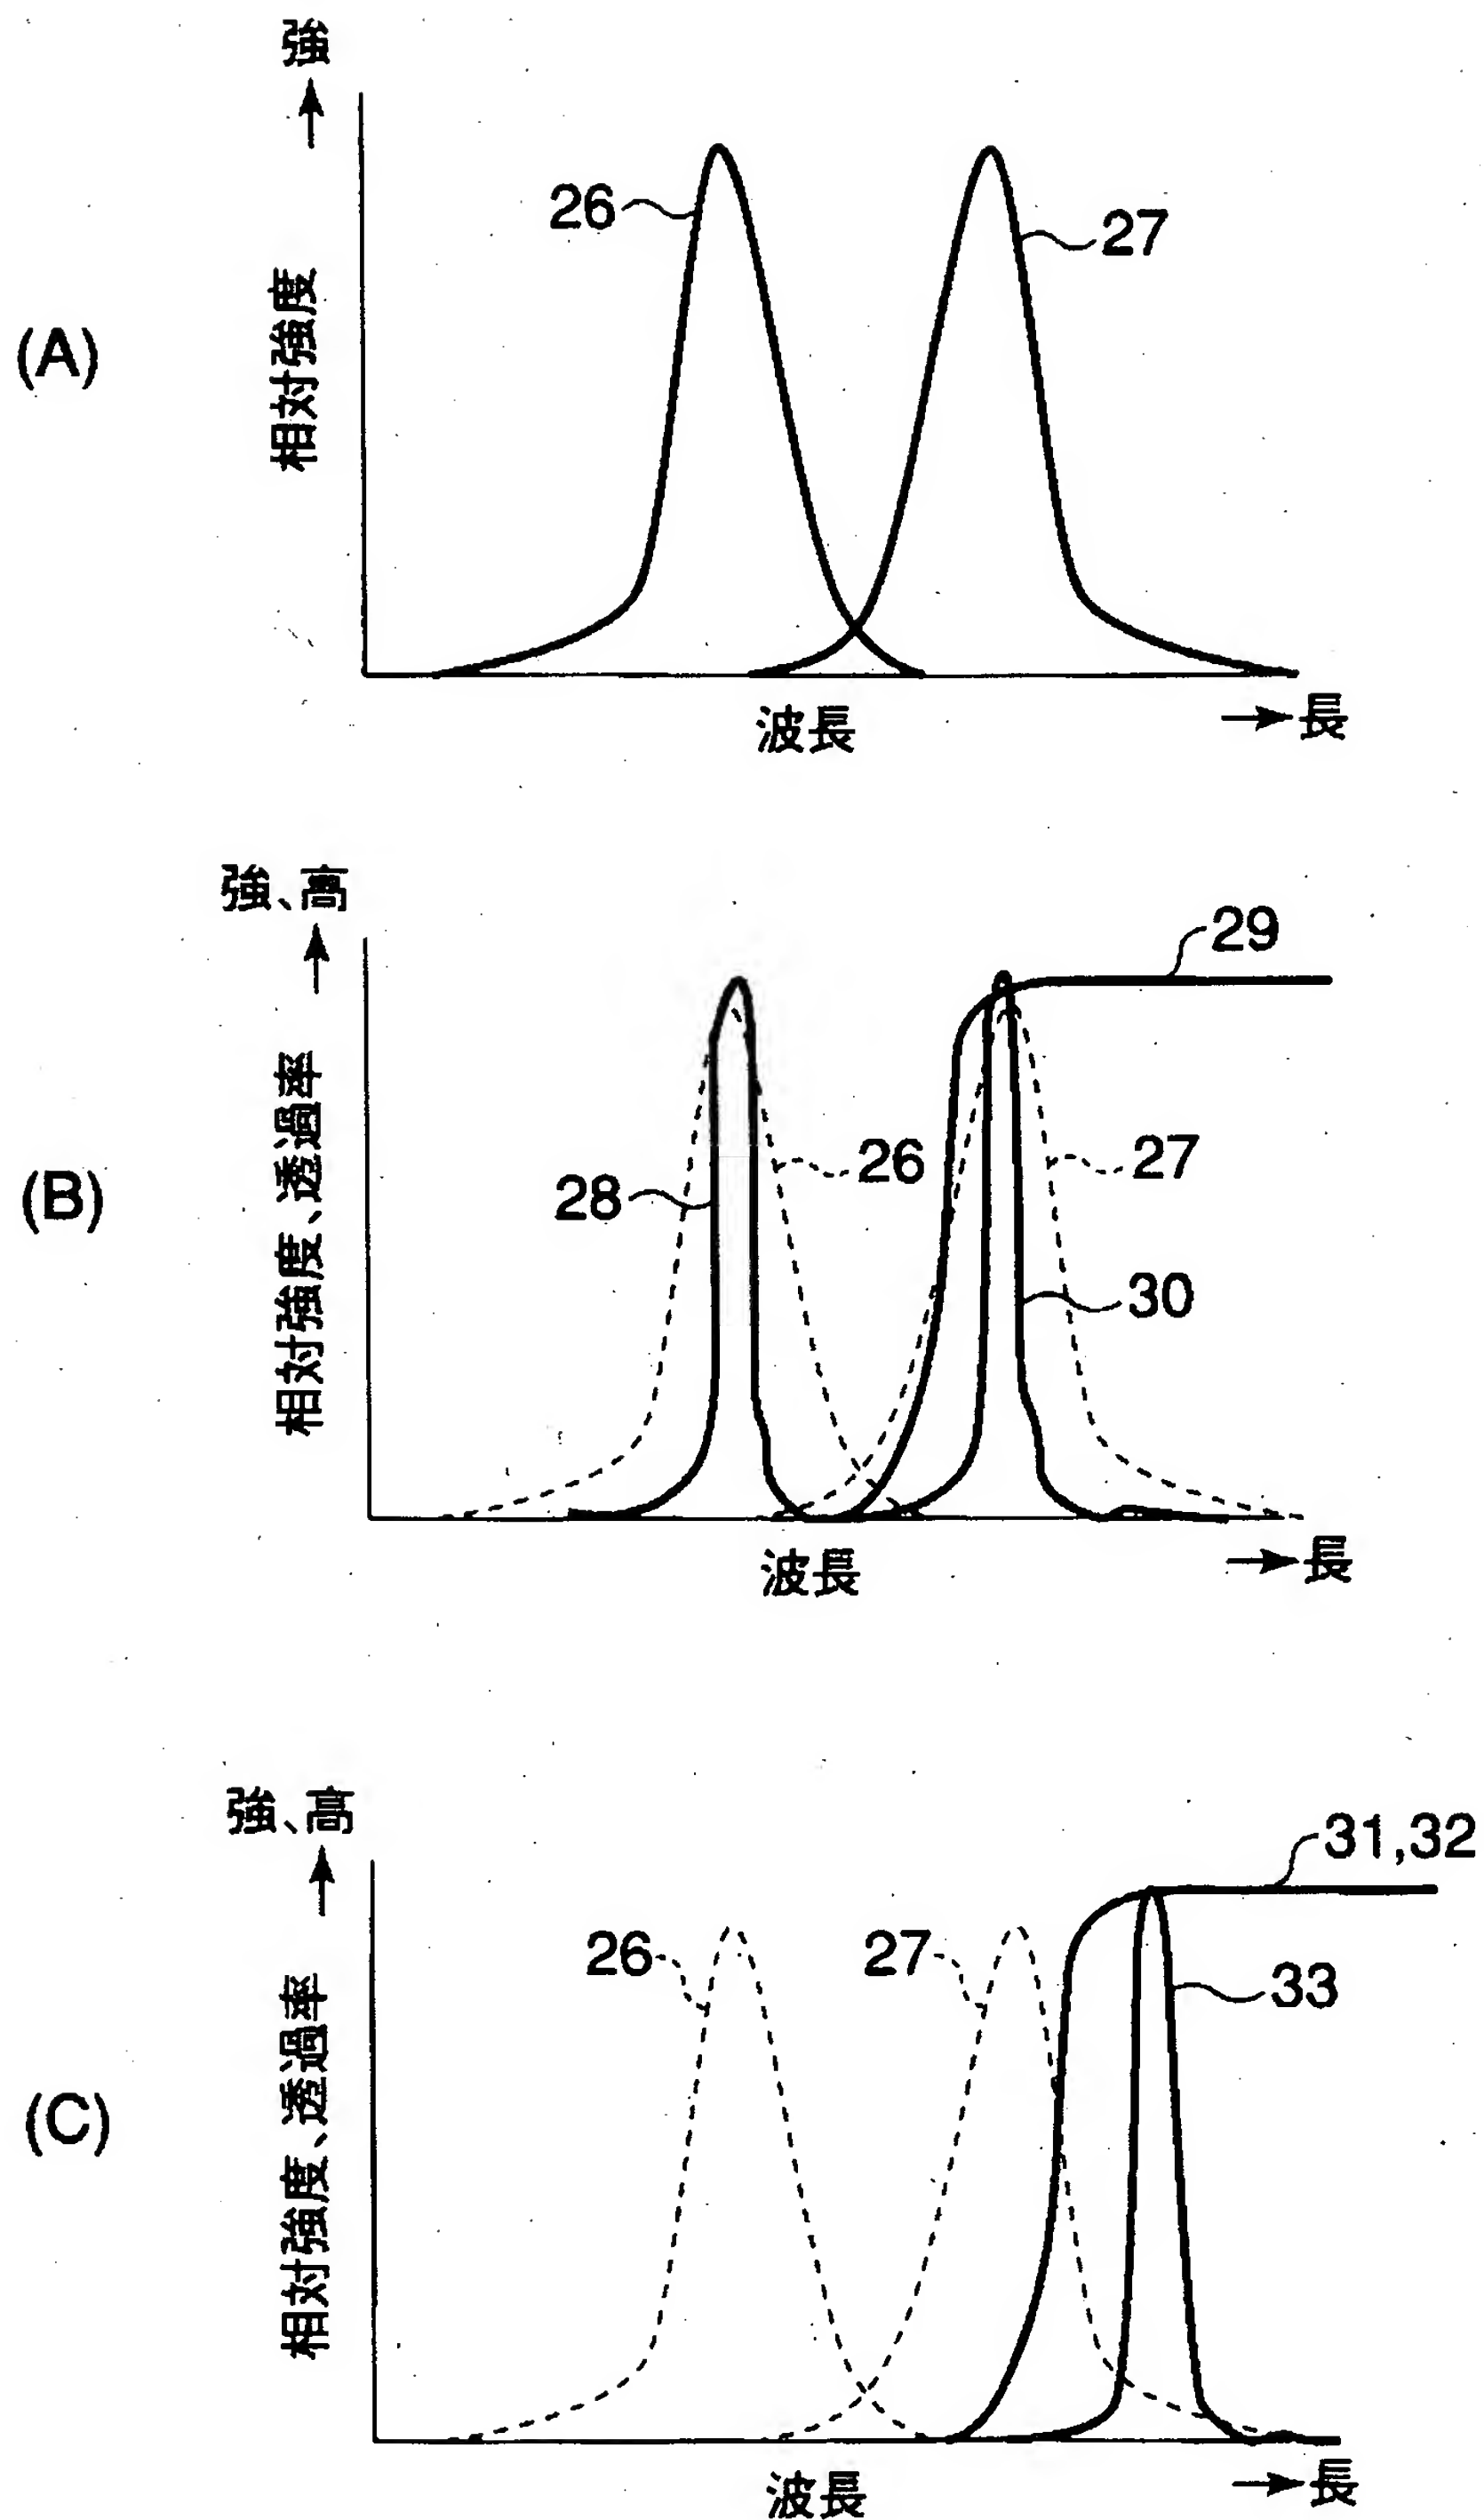 強
26
27
(A)
相対強度
波長
長
強、高
29
26
27
28
(B)
30
相対強度、透過率
波長
長
強、高
31,32
26
27
33
(C)
相対強度、透過率
波長
長